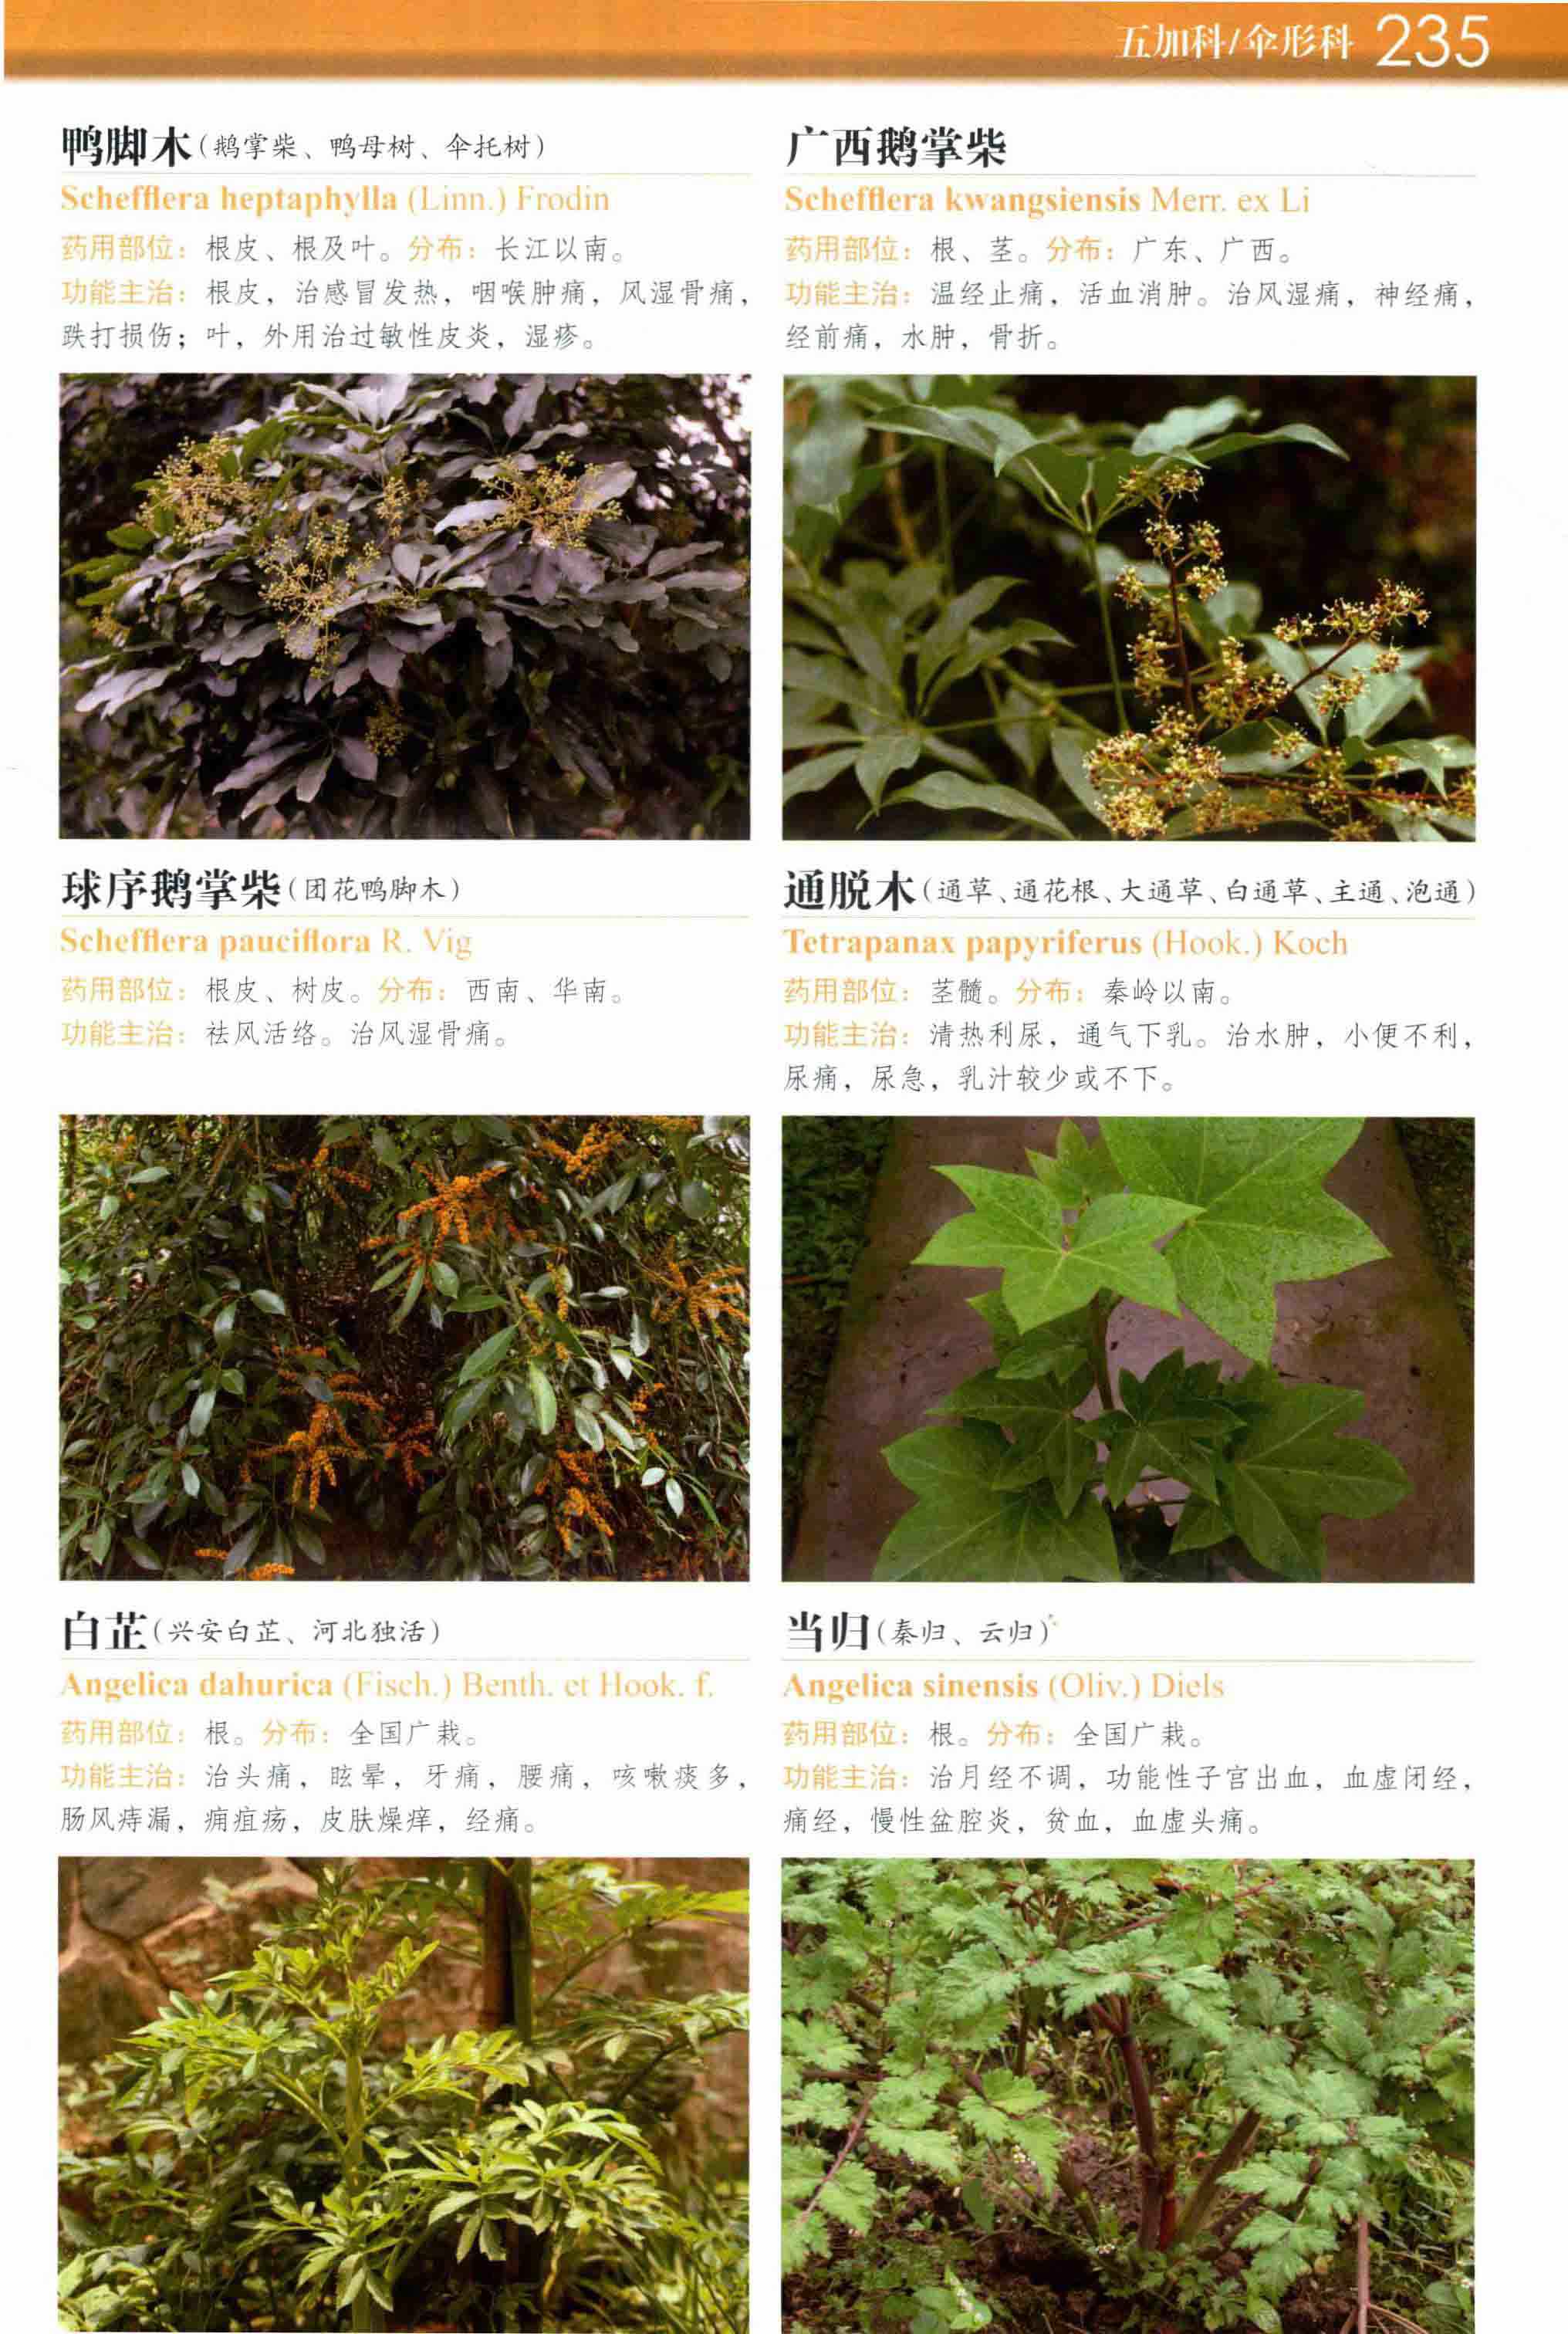 五加科/伞形科 235
鸭脚木(鹅掌柴、鸭母树、伞托树)
Schefflera heptaphylla (Linn.) Frodin
药用部位：根皮、根及叶。分布：长江以南。
功能主治：根皮，治感冒发热，咽喉肿痛，风湿骨痛，
跌打损伤；叶，外用治过敏性皮炎，湿疹。
广西鹅掌柴
Schefflera kwangsiensis Merr. ex Li
药用部位：根、茎。分布：广东、广西。
功能主治：温经止痛，活血消肿。治风湿痛，神经痛，
经前痛，水肿，骨折。
球序鹅掌柴(团花鸭脚木)
Schefflera pauciflora R. Vig
药用部位：根皮、树皮。分布：西南、华南。
功能主治：祛风活络。治风湿骨痛。
通脱木(通草、通花根、大通草、白通草、主通、泡通)
Tetrapanax papyriferus (Hook.) Koch
药用部位：茎髓。分布：秦岭以南。
功能主治：清热利尿，通气下乳。治水肿，小便不利，
尿痛，尿急，乳汁较少或不下。
白芷(兴安白芷、河北独活)
Angelica dahurica (Fisch.) Benth. et Hook. f.
药用部位：根。分布：全国广栽。
功能主治：治头痛，眩晕，牙痛，腰痛，咳嗽痰多，
肠风痔漏，痈疽疡，皮肤燥痒，经痛。
当归(秦归、云归)
Angelica sinensis (Oliv.) Diels
药用部位：根。分布：全国广栽。
功能主治：治月经不调，功能性子宫出血，血虚闭经，
痛经，慢性盆腔炎，贫血，血虚头痛。